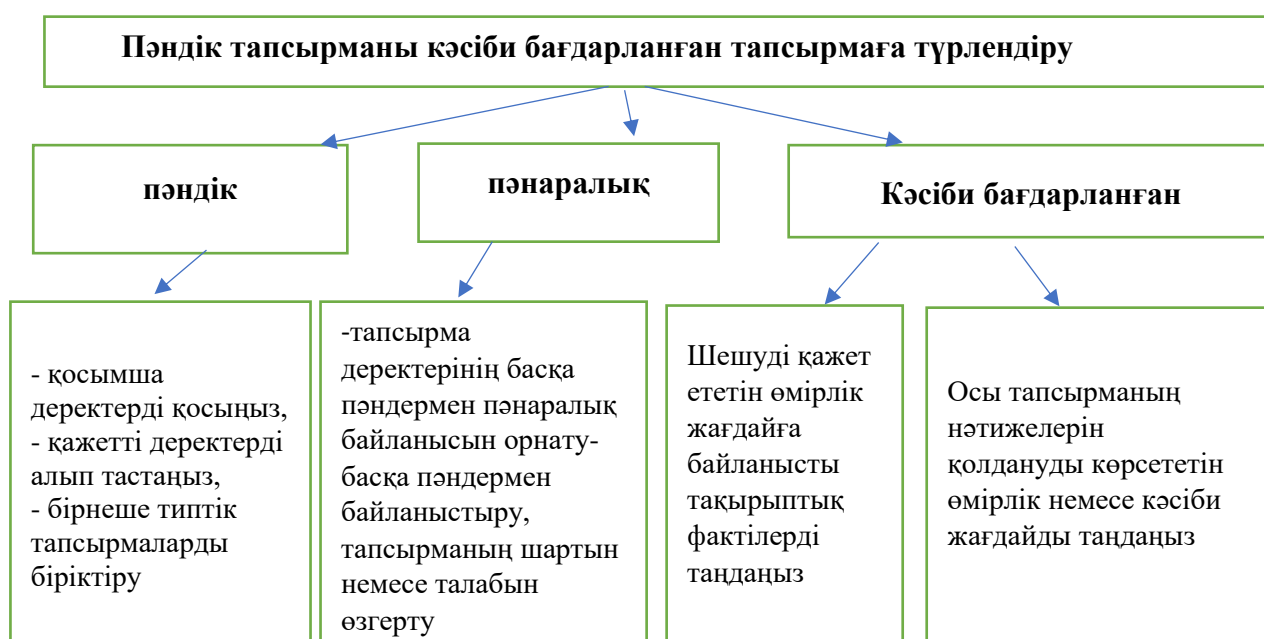 Пәндік тапсырманы кәсіби бағдарланған тапсырмаға түрлендіру
пәндік
пәнаралық
Кәсіби бағдарланған
- қосымша
деректерді қосыңыз,
- қажетті деректерді
алып тастаңыз,
- бірнеше типтік
тапсырмаларды
біріктіру
-тапсырма
деректерінің басқа
пәндермен пәнаралық
байланысын орнату-
басқа пәндермен
байланыстыру,
тапсырманың шартын
немесе талабын
өзгерту
Шешуді қажет
ететін өмірлік
жағдайға
байланысты
тақырыптық
фактілерді
таңдаңыз
Осы тапсырманың
нәтижелерін
қолдануды көрсететін
өмірлік немесе кәсіби
жағдайды таңдаңыз